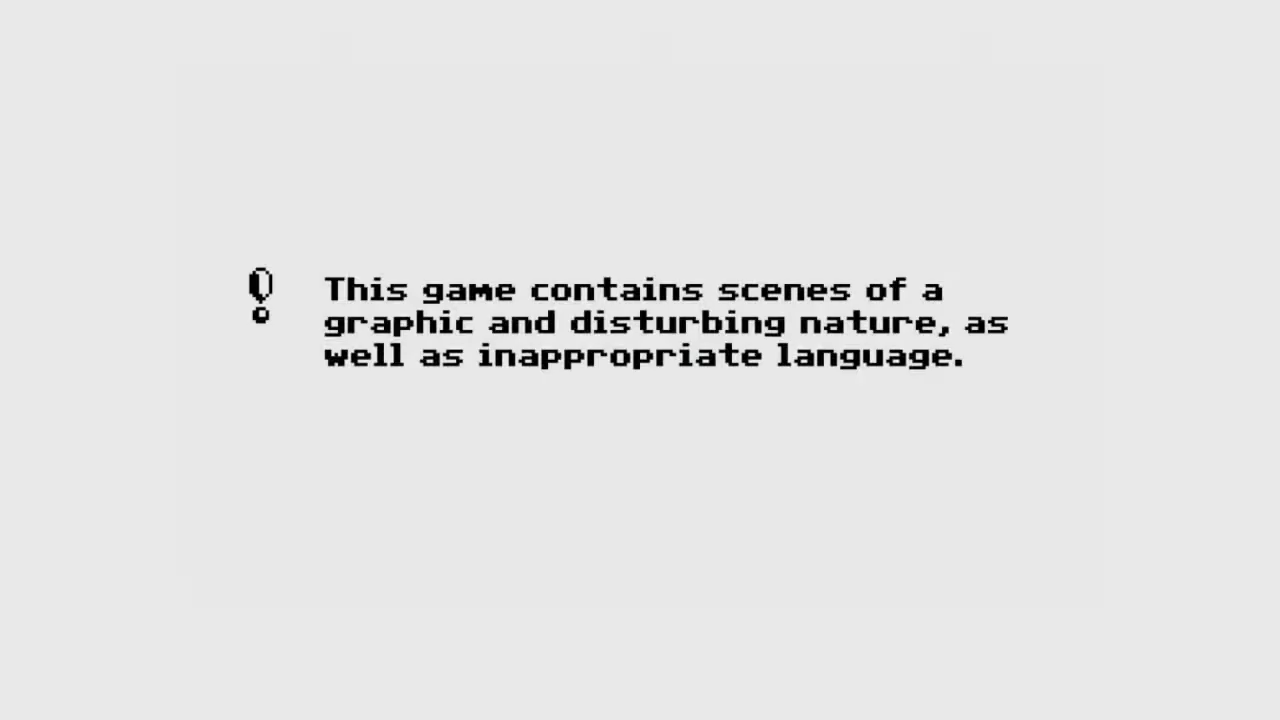 This game contains scenes of a
graphic and disturbing nature, as
well as inappropriate language.